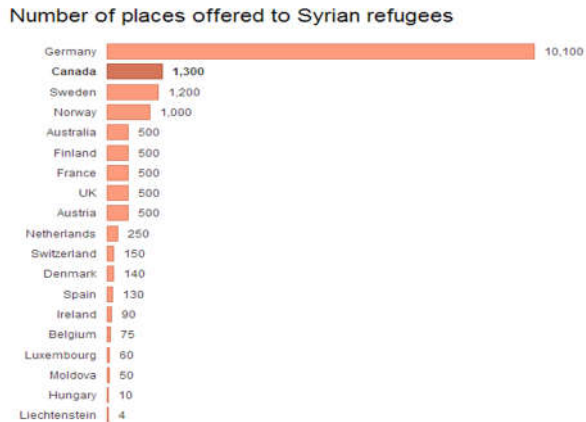 Number of places offered to Syrian refugees
Germany 10,100
Canada 1,300
Sweden 1,200
Norway 1,000
Australia 500
Finland 500
France 500
UK 500
Austria 500
Netherlands 250
Switzerland 150
Denmark 140
Spain 130
Ireland 90
Belgium 75
Luxembourg 60
Moldova 50
Hungary 10
Liechtenstein 4